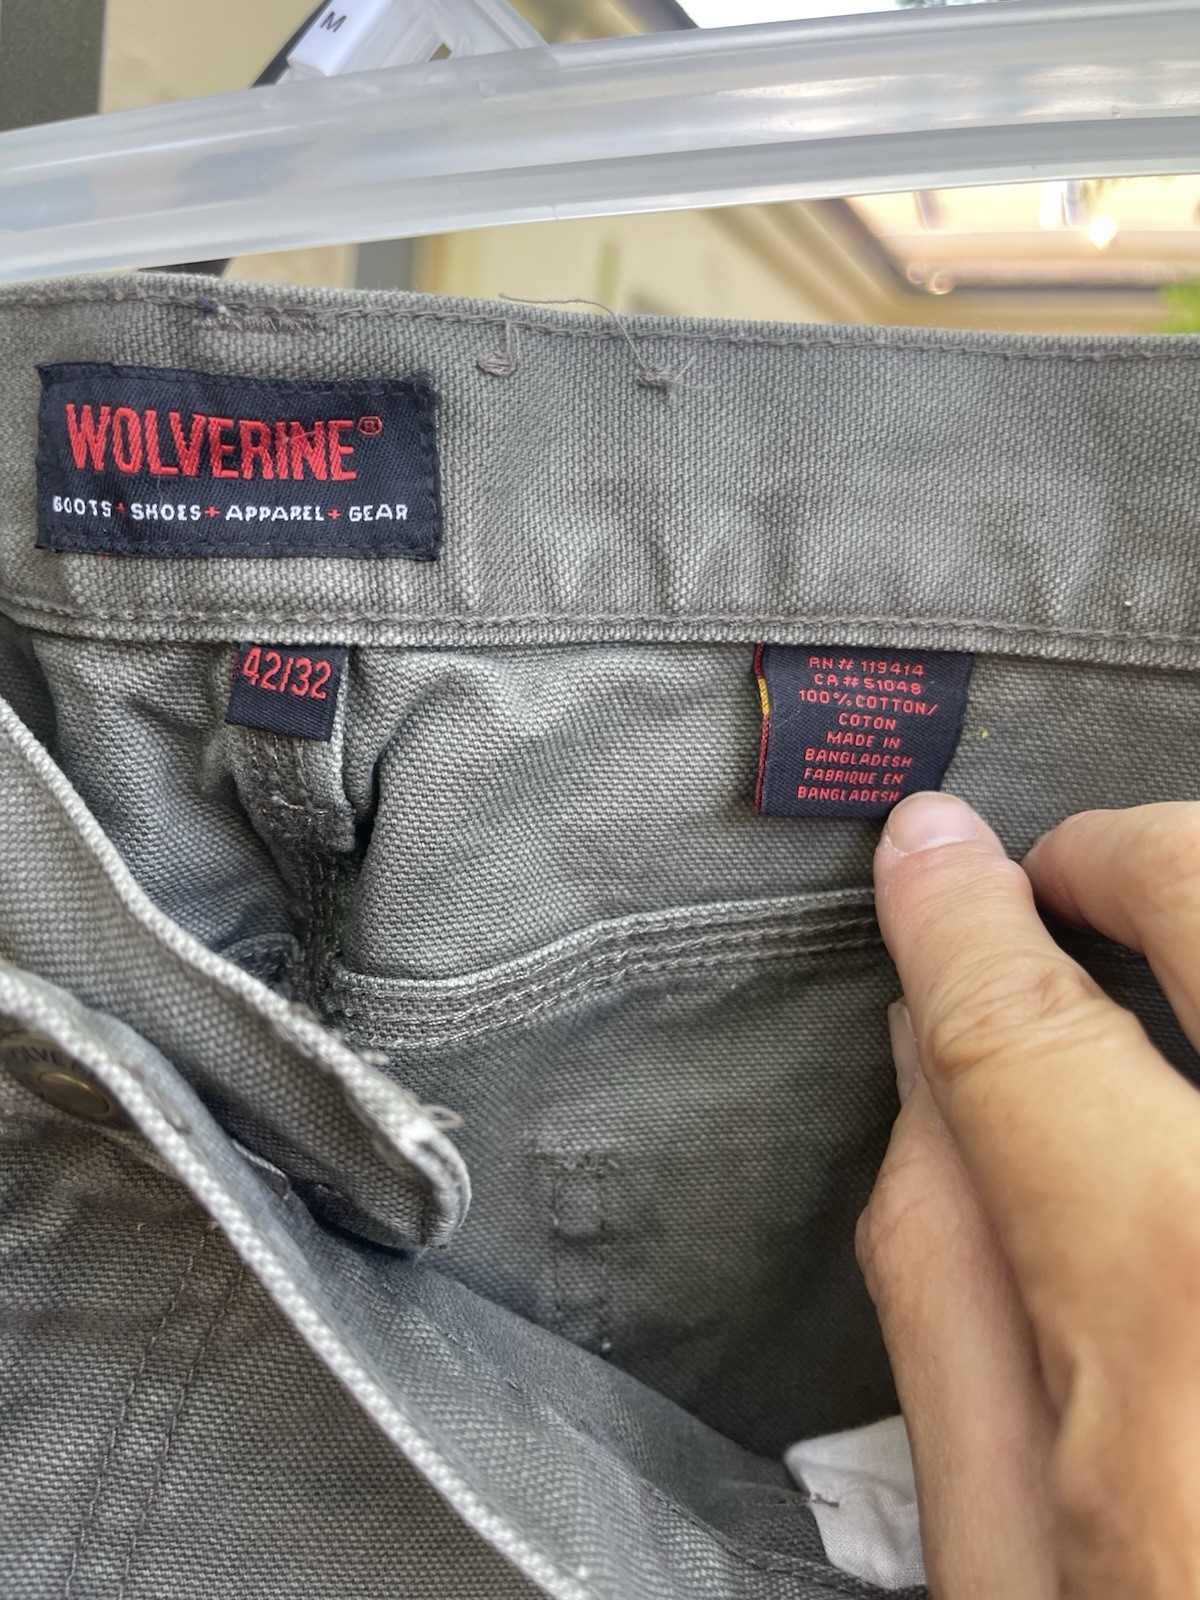 M
WOLVERINE®
BOOTS + SHOES + APPAREL + GEAR
42/32
RN # 119414
CA # 51048
100% COTTON/
COTON
MADE IN
BANGLADESH
FABRIQUE EN
BANGLADESH